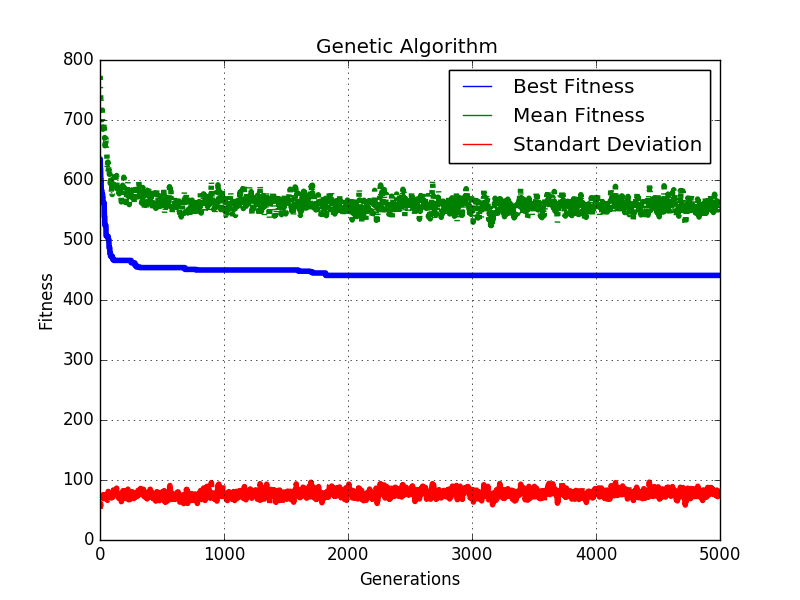 Genetic Algorithm
800
700
600
500
400
300
200
100
0
Fitness
Best Fitness
Mean Fitness
Standart Deviation
0 1000 2000 3000 4000 5000
Generations